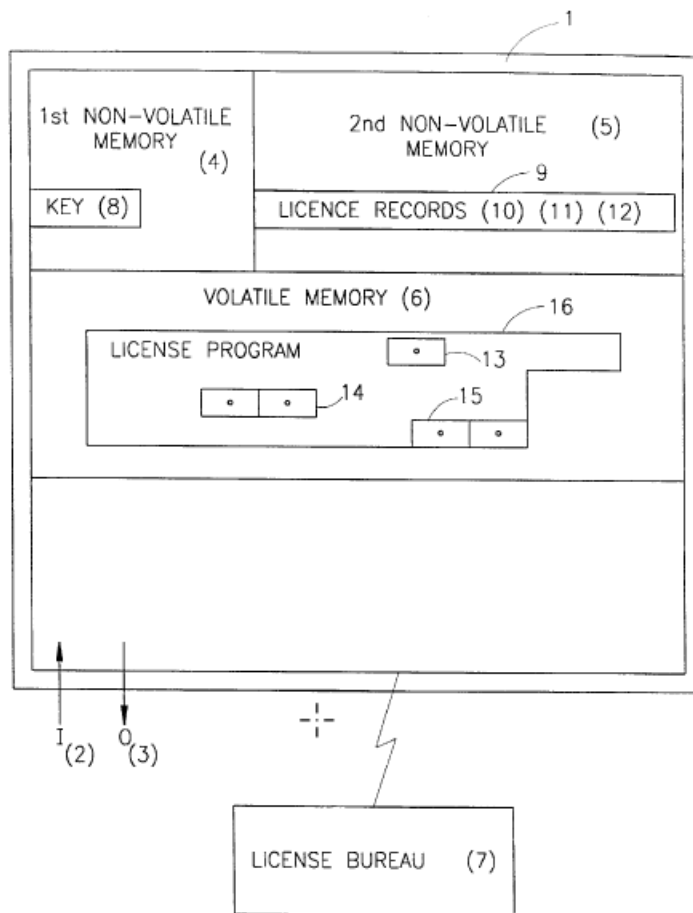 1
1st NON-VOLATILE
MEMORY
(4)
2nd NON-VOLATILE (5)
MEMORY
9
KEY (8)
LICENCE RECORDS (10) (11) (12)
VOLATILE MEMORY (6)
16
LICENSE PROGRAM
13
14
15
I
(2)
O
(3)
LICENSE BUREAU (7)